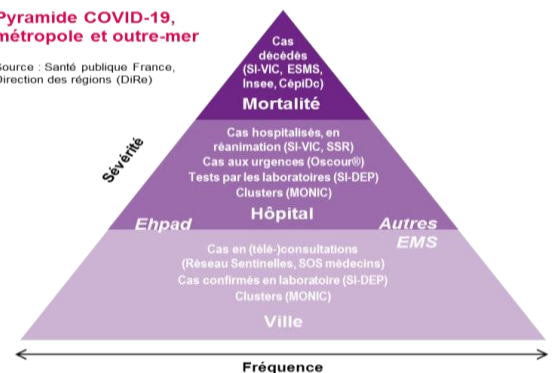 Pyramide COVID-19,
métropole et outre-mer
Source : Santé publique France,
Direction des régions (DiRe)
Cas
décédés
(SI-VIC, ESMS,
Insee, CépiDc)
Mortalité
Sévérité
Cas hospitalisés, en
réanimation (SI-VIC, SSR)
Cas aux urgences (Oscour®)
Tests par les laboratoires (SI-DEP)
Clusters (MONIC)
Hôpital
Ehpad
Autres
EMS
Cas en (télé-)consultations
(Réseau Sentinelles, SOS médecins)
Cas confirmés en laboratoire (SI-DEP)
Clusters (MONIC)
Ville
Fréquence